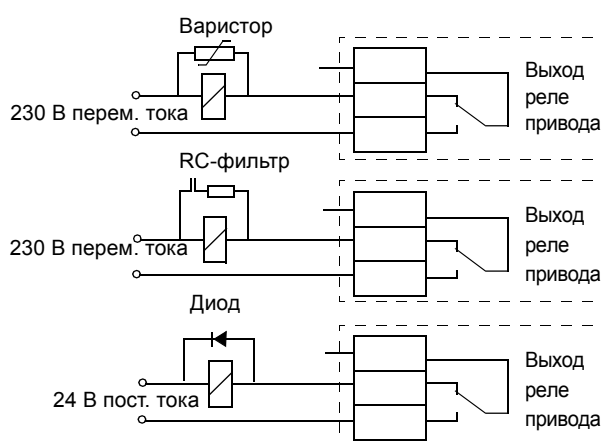 Варистор
230 В перем. тока
Выход
реле
привода
RC-фильтр
230 В перем. тока
Выход
реле
привода
Диод
24 В пост. тока
Выход
реле
привода